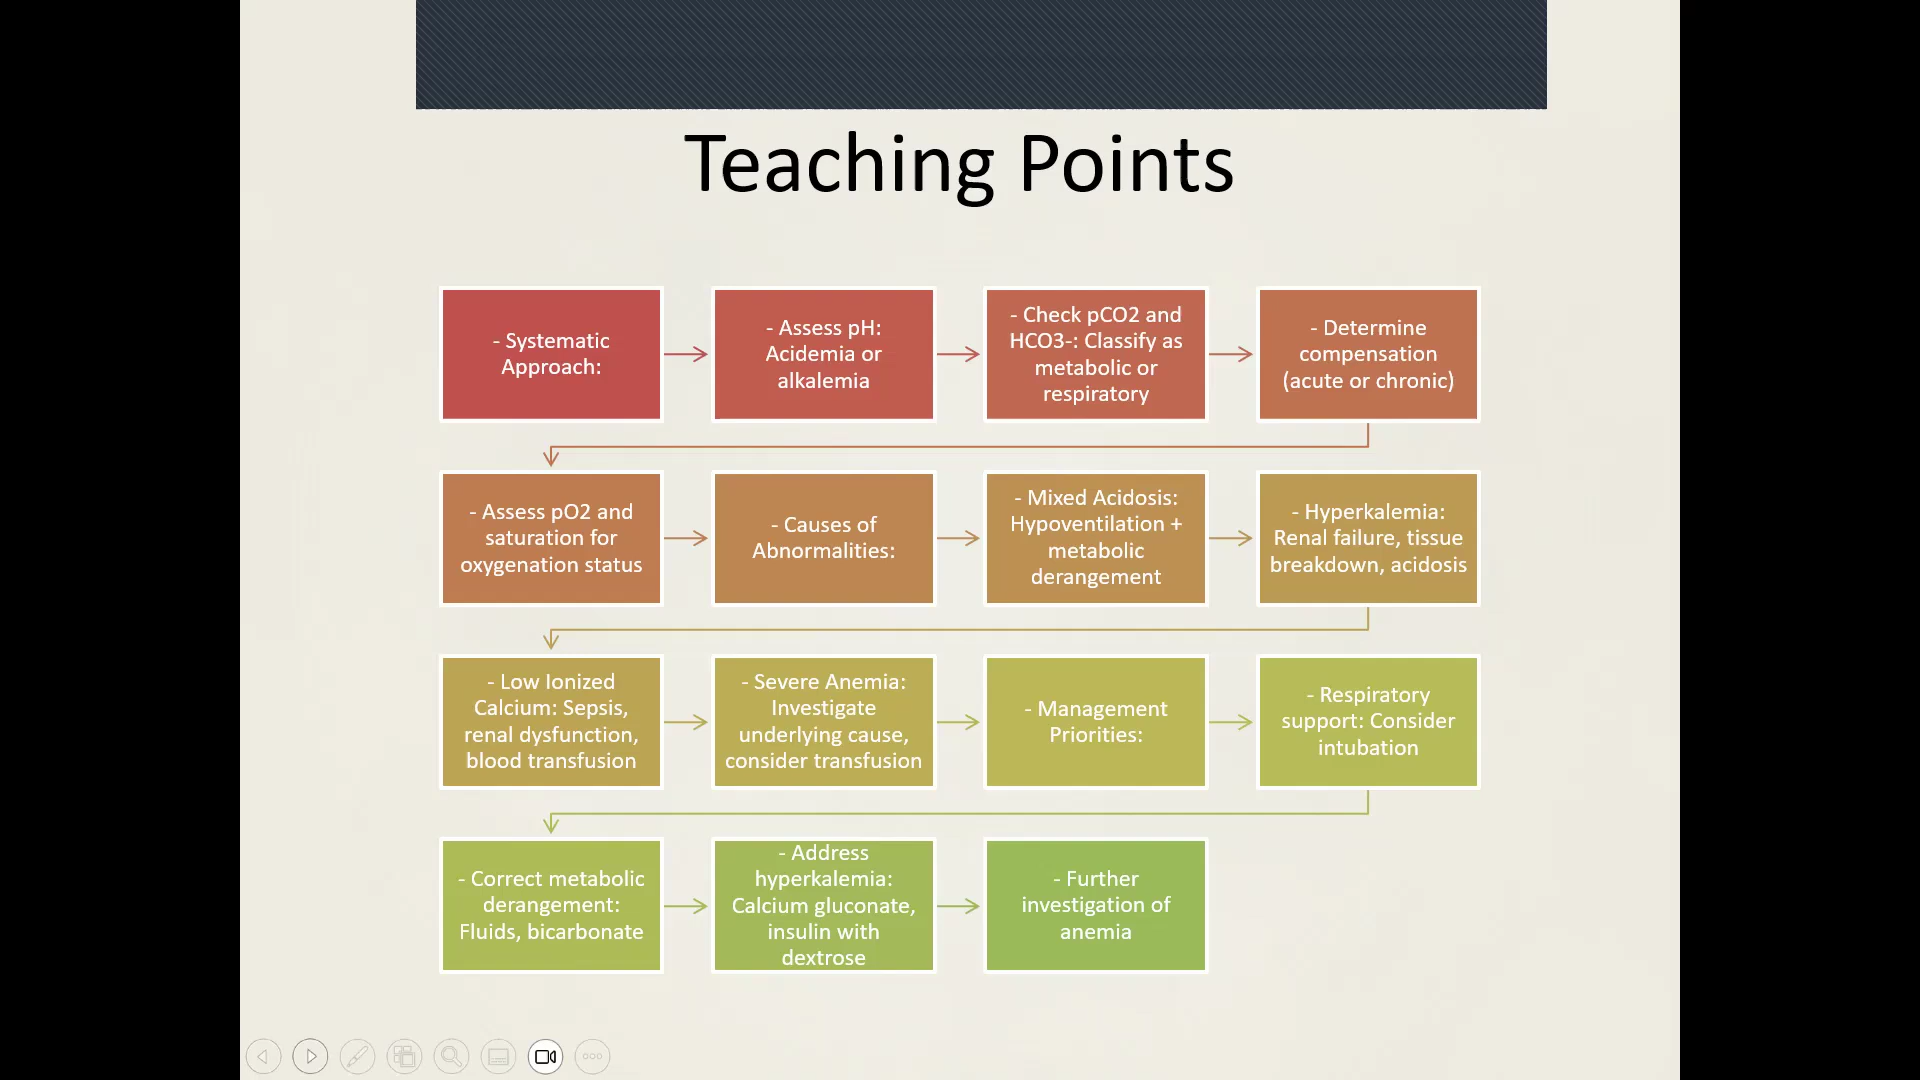 Teaching Points
- Systematic
Approach:
- Assess pH:
Acidemia or
alkalemia
- Check pCO2 and
HCO3-: Classify as
metabolic or
respiratory
- Determine
compensation
(acute or chronic)
- Assess pO2 and
saturation for
oxygenation status
- Causes of
Abnormalities:
- Mixed Acidosis:
Hypoventilation +
metabolic
derangement
- Hyperkalemia:
Renal failure, tissue
breakdown, acidosis
- Low Ionized
Calcium: Sepsis,
renal dysfunction,
blood transfusion
- Severe Anemia:
Investigate
underlying cause,
consider transfusion
- Management
Priorities:
- Respiratory
support: Consider
intubation
- Correct metabolic
derangement:
Fluids, bicarbonate
- Address
hyperkalemia:
Calcium gluconate,
insulin with
dextrose
- Further
investigation of
anemia